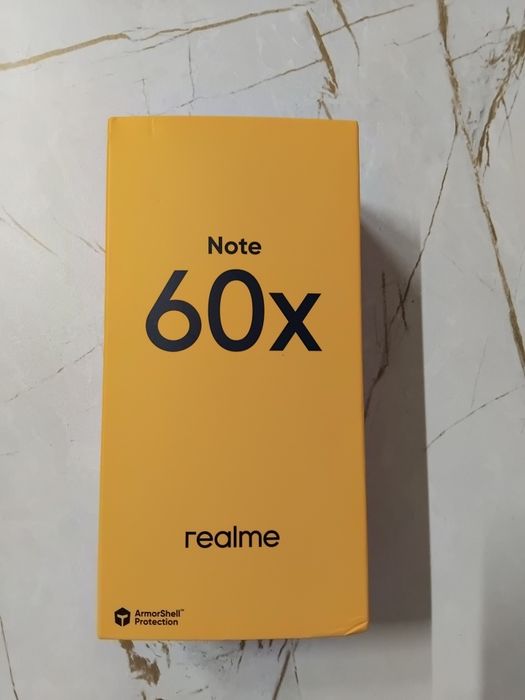 Note
60x
realme
ArmorShell™
Protection